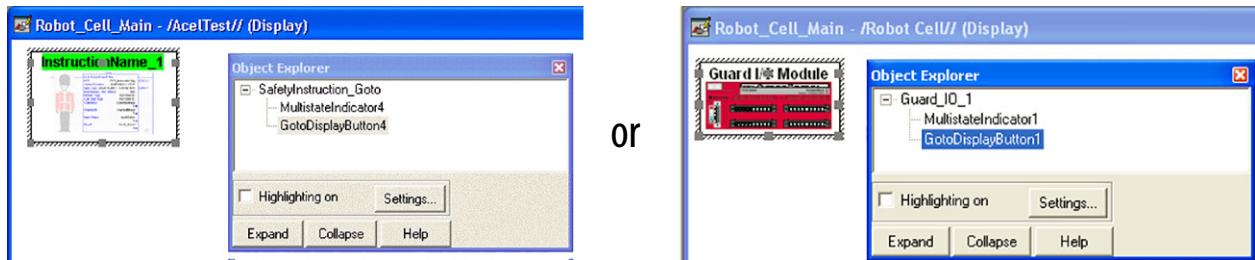 Robot_Cell_Main - /AcelTest// (Display)
InstructionName_1
Object Explorer
SafetyInstruction_Goto
MultistateIndicator4
GotoDisplayButton4
Highlighting on
Settings...
Expand
Collapse
Help
or
Robot_Cell_Main - /Robot Cell// (Display)
Guard I/O Module
Object Explorer
Guard_IO_1
MultistateIndicator1
GotoDisplayButton1
Highlighting on
Settings...
Expand
Collapse
Help